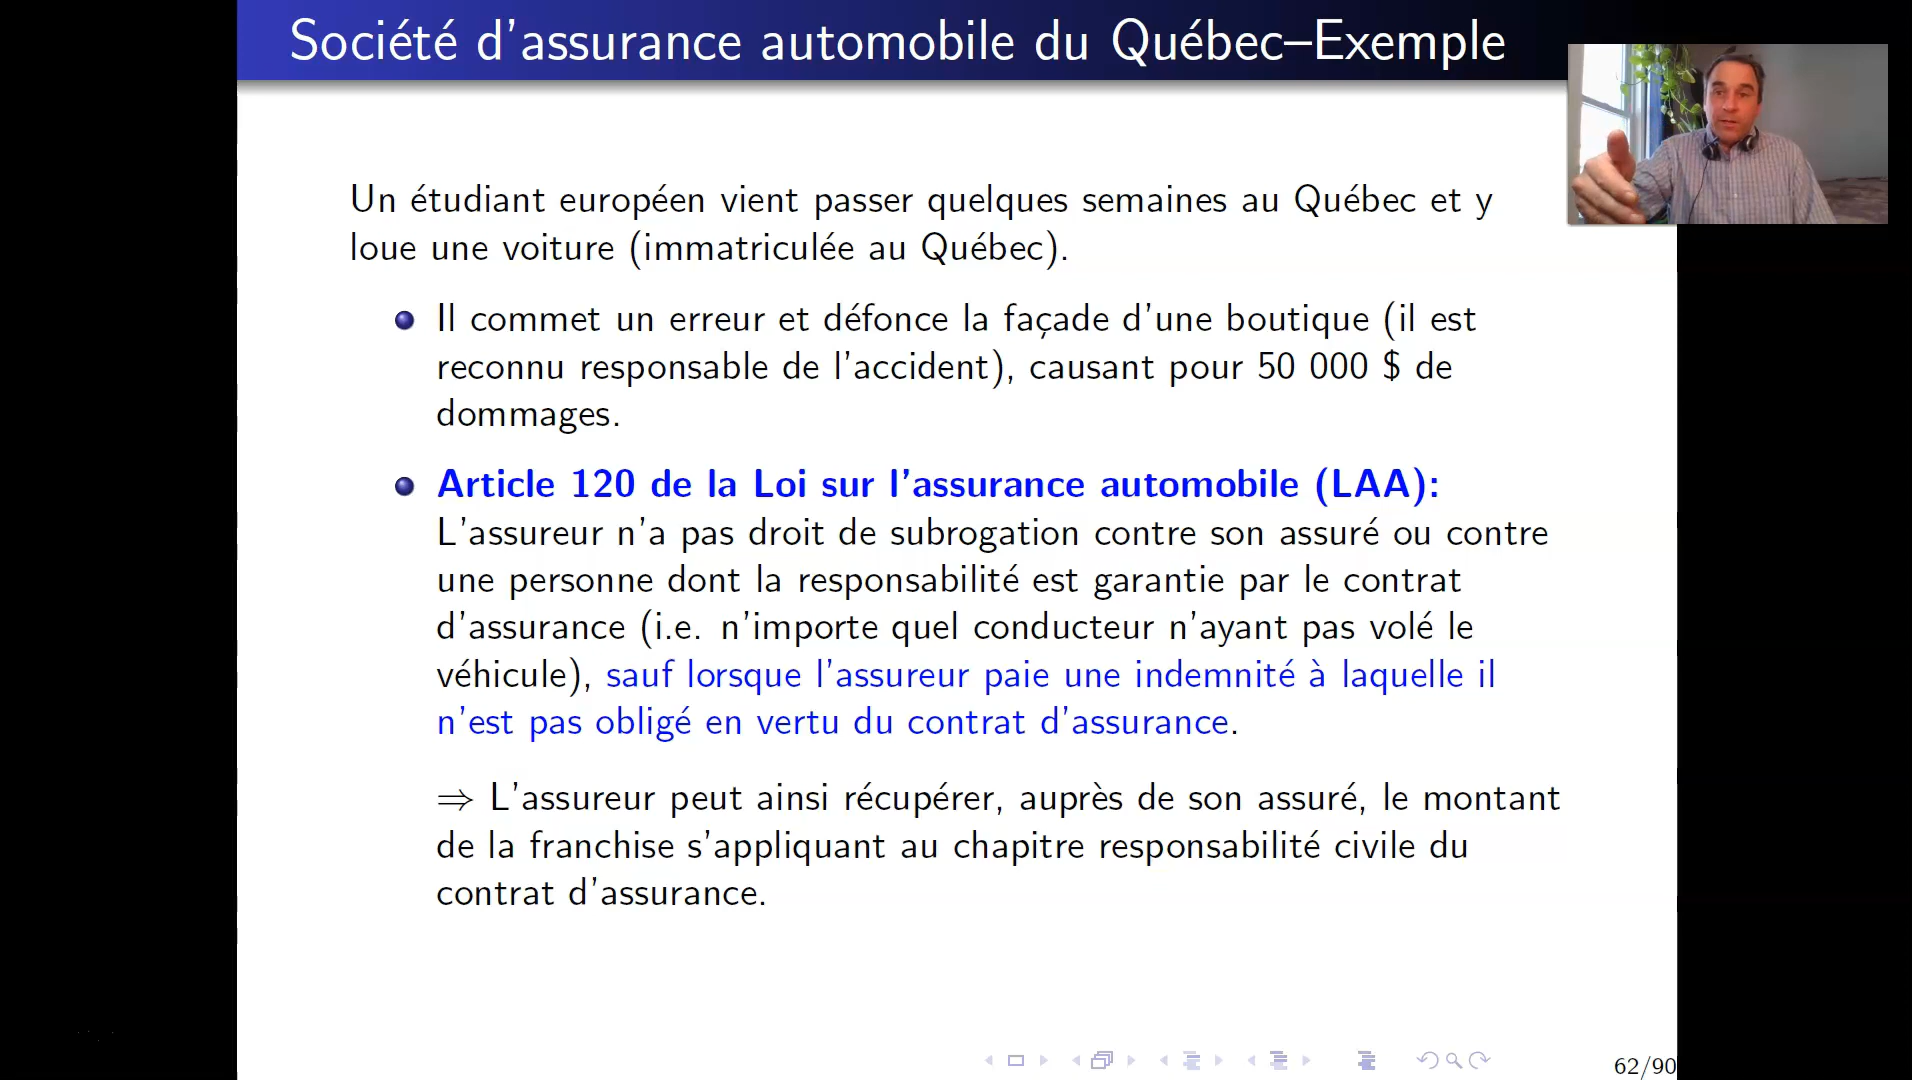 Société d'assurance automobile du Québec–Exemple
Un étudiant européen vient passer quelques semaines au Québec et y
loue une voiture (immatriculée au Québec).
Il commet un erreur et défonce la façade d'une boutique (il est
reconnu responsable de l'accident), causant pour 50 000 $ de
dommages.
Article 120 de la Loi sur l'assurance automobile (LAA):
L'assureur n'a pas droit de subrogation contre son assuré ou contre
une personne dont la responsabilité est garantie par le contrat
d'assurance (i.e. n'importe quel conducteur n'ayant pas volé le
véhicule), sauf lorsque l'assureur paie une indemnité à laquelle il
n'est pas obligé en vertu du contrat d'assurance.
⇒ L'assureur peut ainsi récupérer, auprès de son assuré, le montant
de la franchise s'appliquant au chapitre responsabilité civile du
contrat d'assurance.
62/90